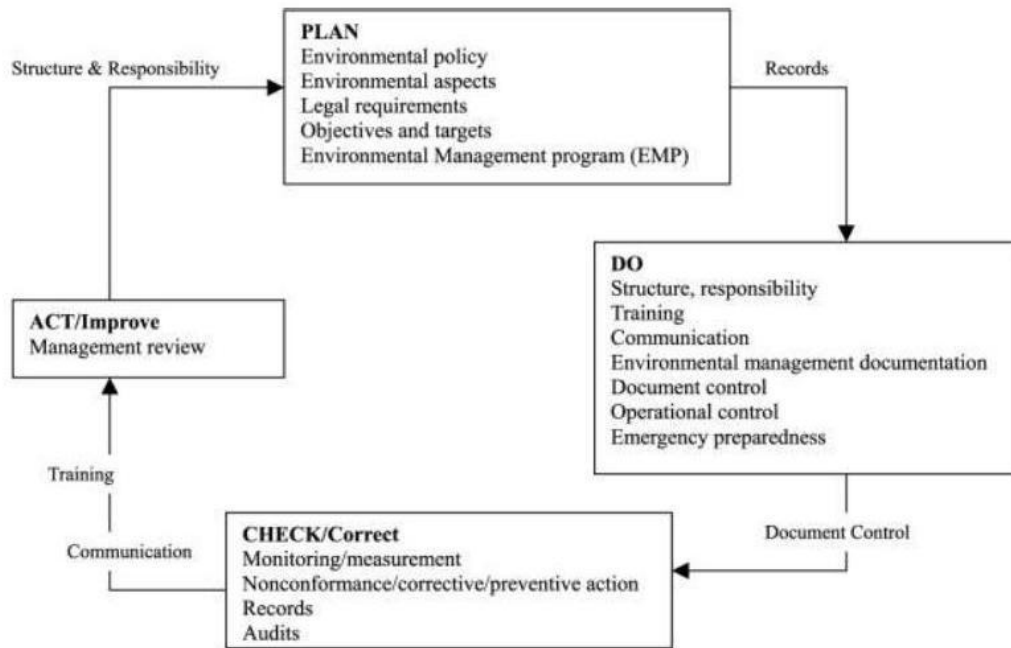 PLAN
Environmental policy
Environmental aspects
Legal requirements
Objectives and targets
Environmental Management program (EMP)
Structure & Responsibility
Records
DO
Structure, responsibility
Training
Communication
Environmental management documentation
Document control
Operational control
Emergency preparedness
ACT/Improve
Management review
Training
Communication
Document Control
CHECK/Correct
Monitoring/measurement
Nonconformance/corrective/preventive action
Records
Audits